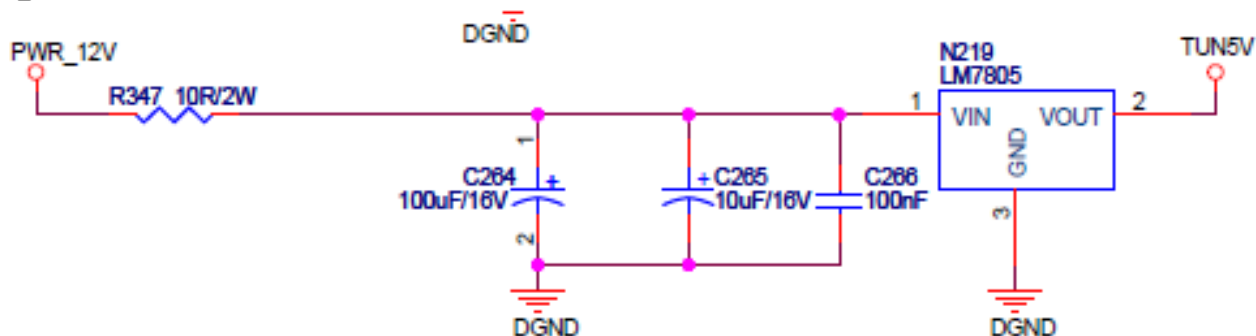 DGND
PWR_12V
R347 10R/2W
N219
LM7805
TUN5V
1
VIN
VOUT
2
GND
3
1
C264
100uF/16V
2
+
C265
10uF/16V
+
C266
100nF
DGND
DGND